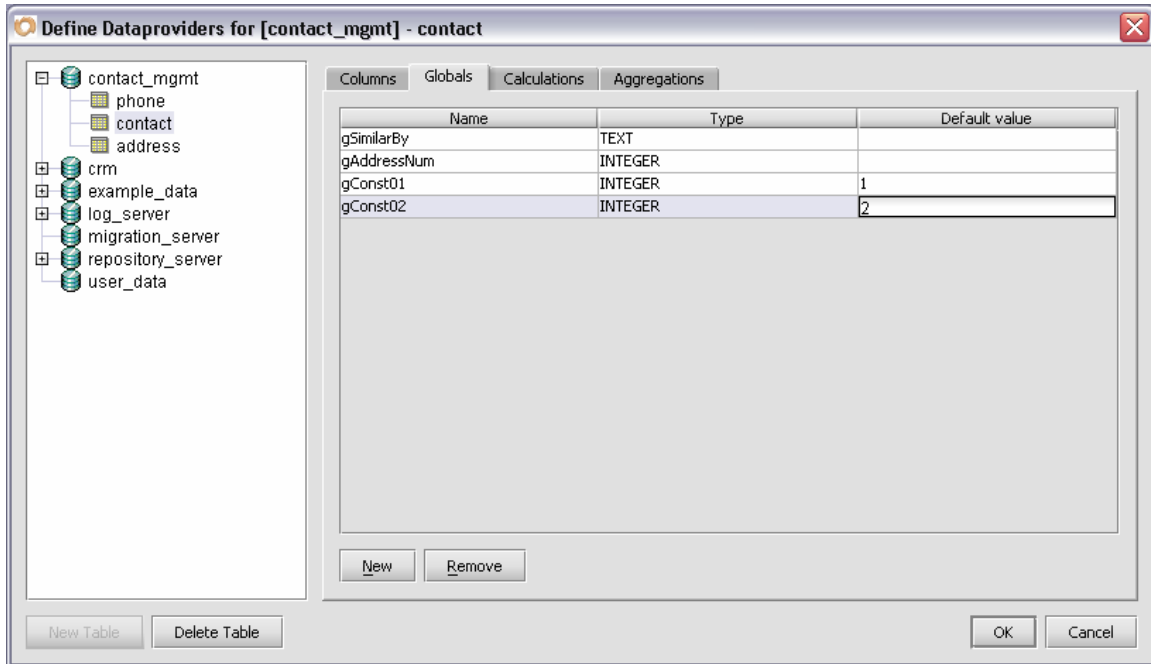 Define Dataproviders for [contact_mgmt] - contact
contact_mgmt
phone
contact
address
crm
example_data
log_server
migration_server
repository_server
user_data
Columns Globals Calculations Aggregations
Name Type Default value
gSimilarBy TEXT
gAddressNum INTEGER
gConst01 INTEGER 1
gConst02 INTEGER 2
New Remove
New Table Delete Table OK Cancel